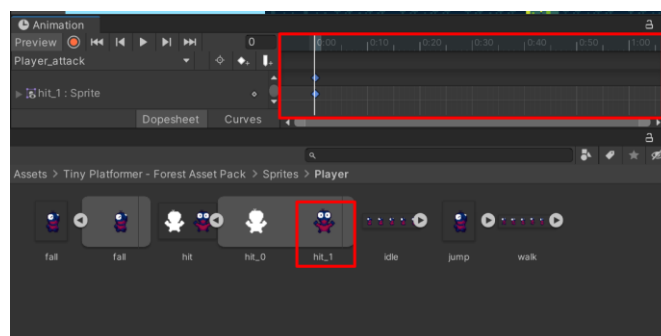 Animation
Preview 0 0:00 0:10 0:20 0:30 0:40 0:50 1:00
Player_attack
hit_1 : Sprite
Dopesheet Curves
Assets > Tiny Platformer - Forest Asset Pack > Sprites > Player
fall fall hit hit_0 hit_1 idle jump walk